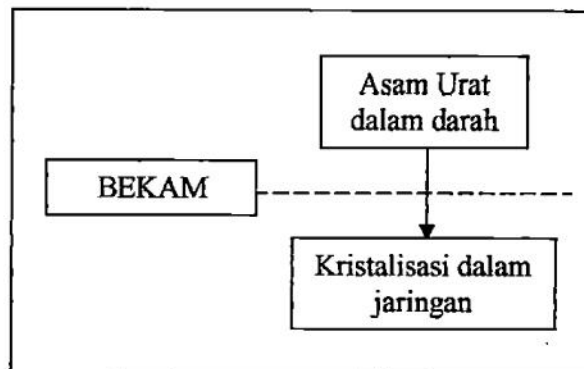 Asam Urat
dalam darah
BEKAM
Kristalisasi dalam
jaringan